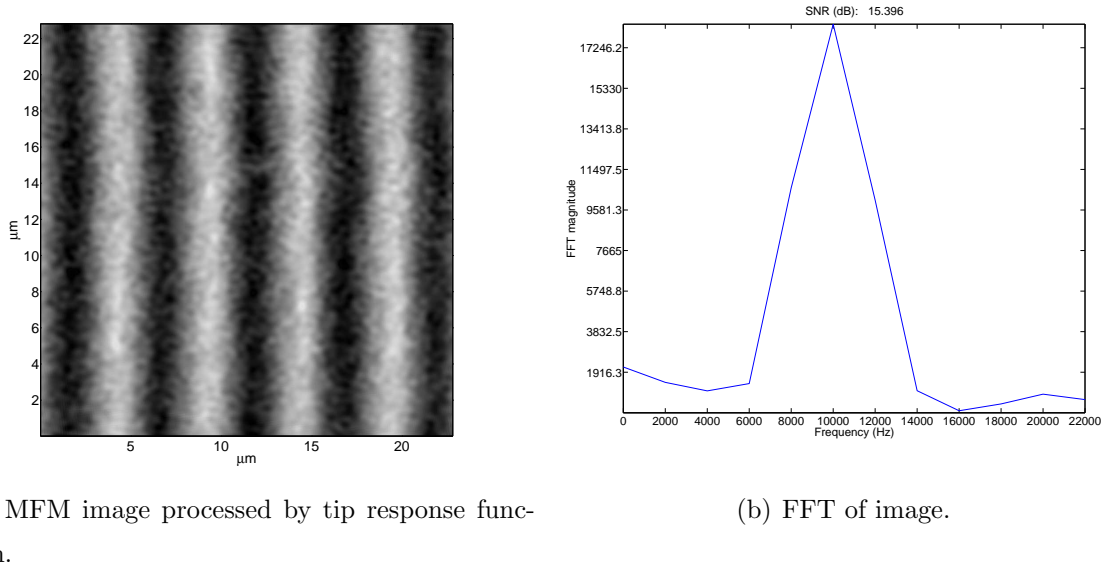 22
20
18
16
14
12
10
8
6
4
2
μm
5 10 15 20
μm
SNR (dB): 15.396
17246.2
15330
13413.8
11497.5
9581.3
7665
5748.8
3832.5
1916.3
FFT magnitude
0 2000 4000 6000 8000 10000 12000 14000 16000 18000 20000 22000
Frequency (Hz)
MFM image processed by tip response func-
n.
(b) FFT of image.